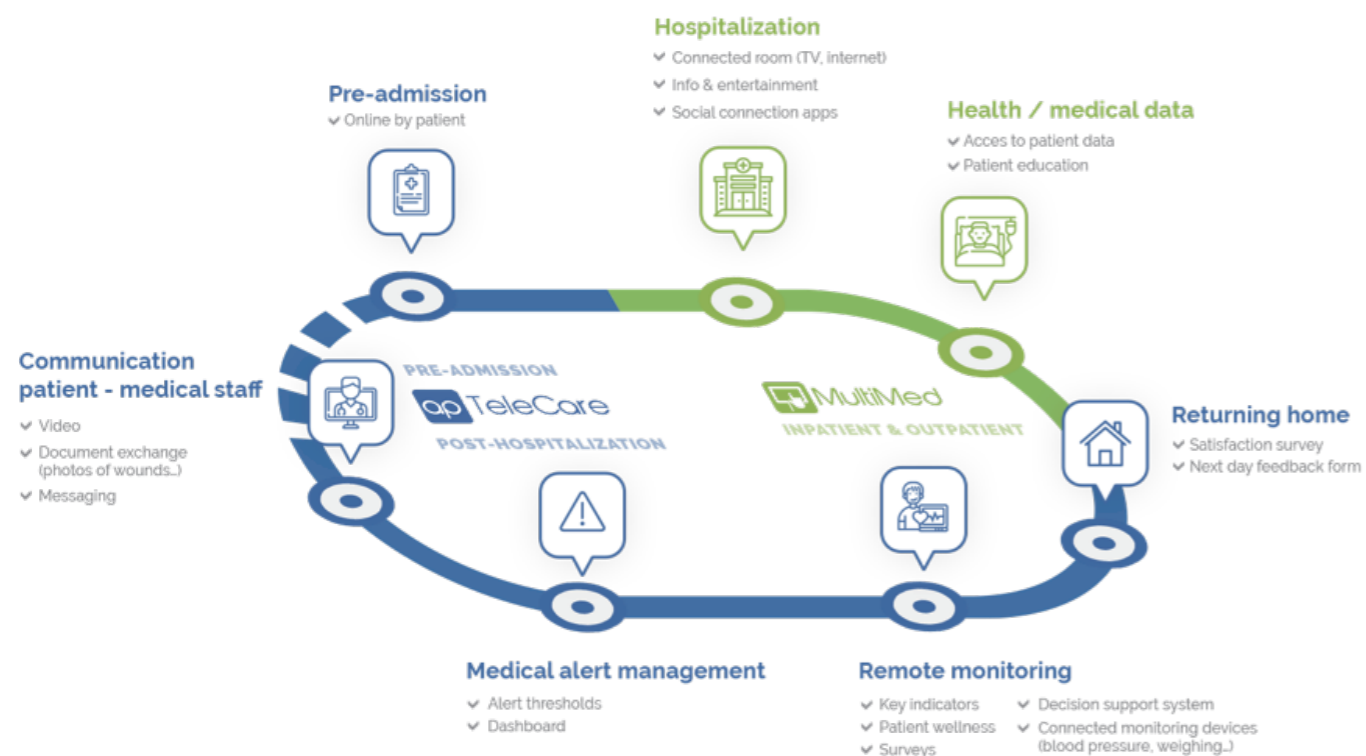 Hospitalization
Connected room (TV, internet)
Info & entertainment
Social connection apps
Pre-admission
Online by patient
Health / medical data
Acces to patient data
Patient education
Communication
patient - medical staff
Video
Document exchange
(photos of wounds...)
Messaging
PRE-ADMISSION
ap TeleCare
POST-HOSPITALIZATION
MultiMed
INPATIENT & OUTPATIENT
Returning home
Satisfaction survey
Next day feedback form
Medical alert management
Alert thresholds
Dashboard
Remote monitoring
Key indicators
Patient wellness
Surveys
Decision support system
Connected monitoring devices
(blood pressure, weighing...)